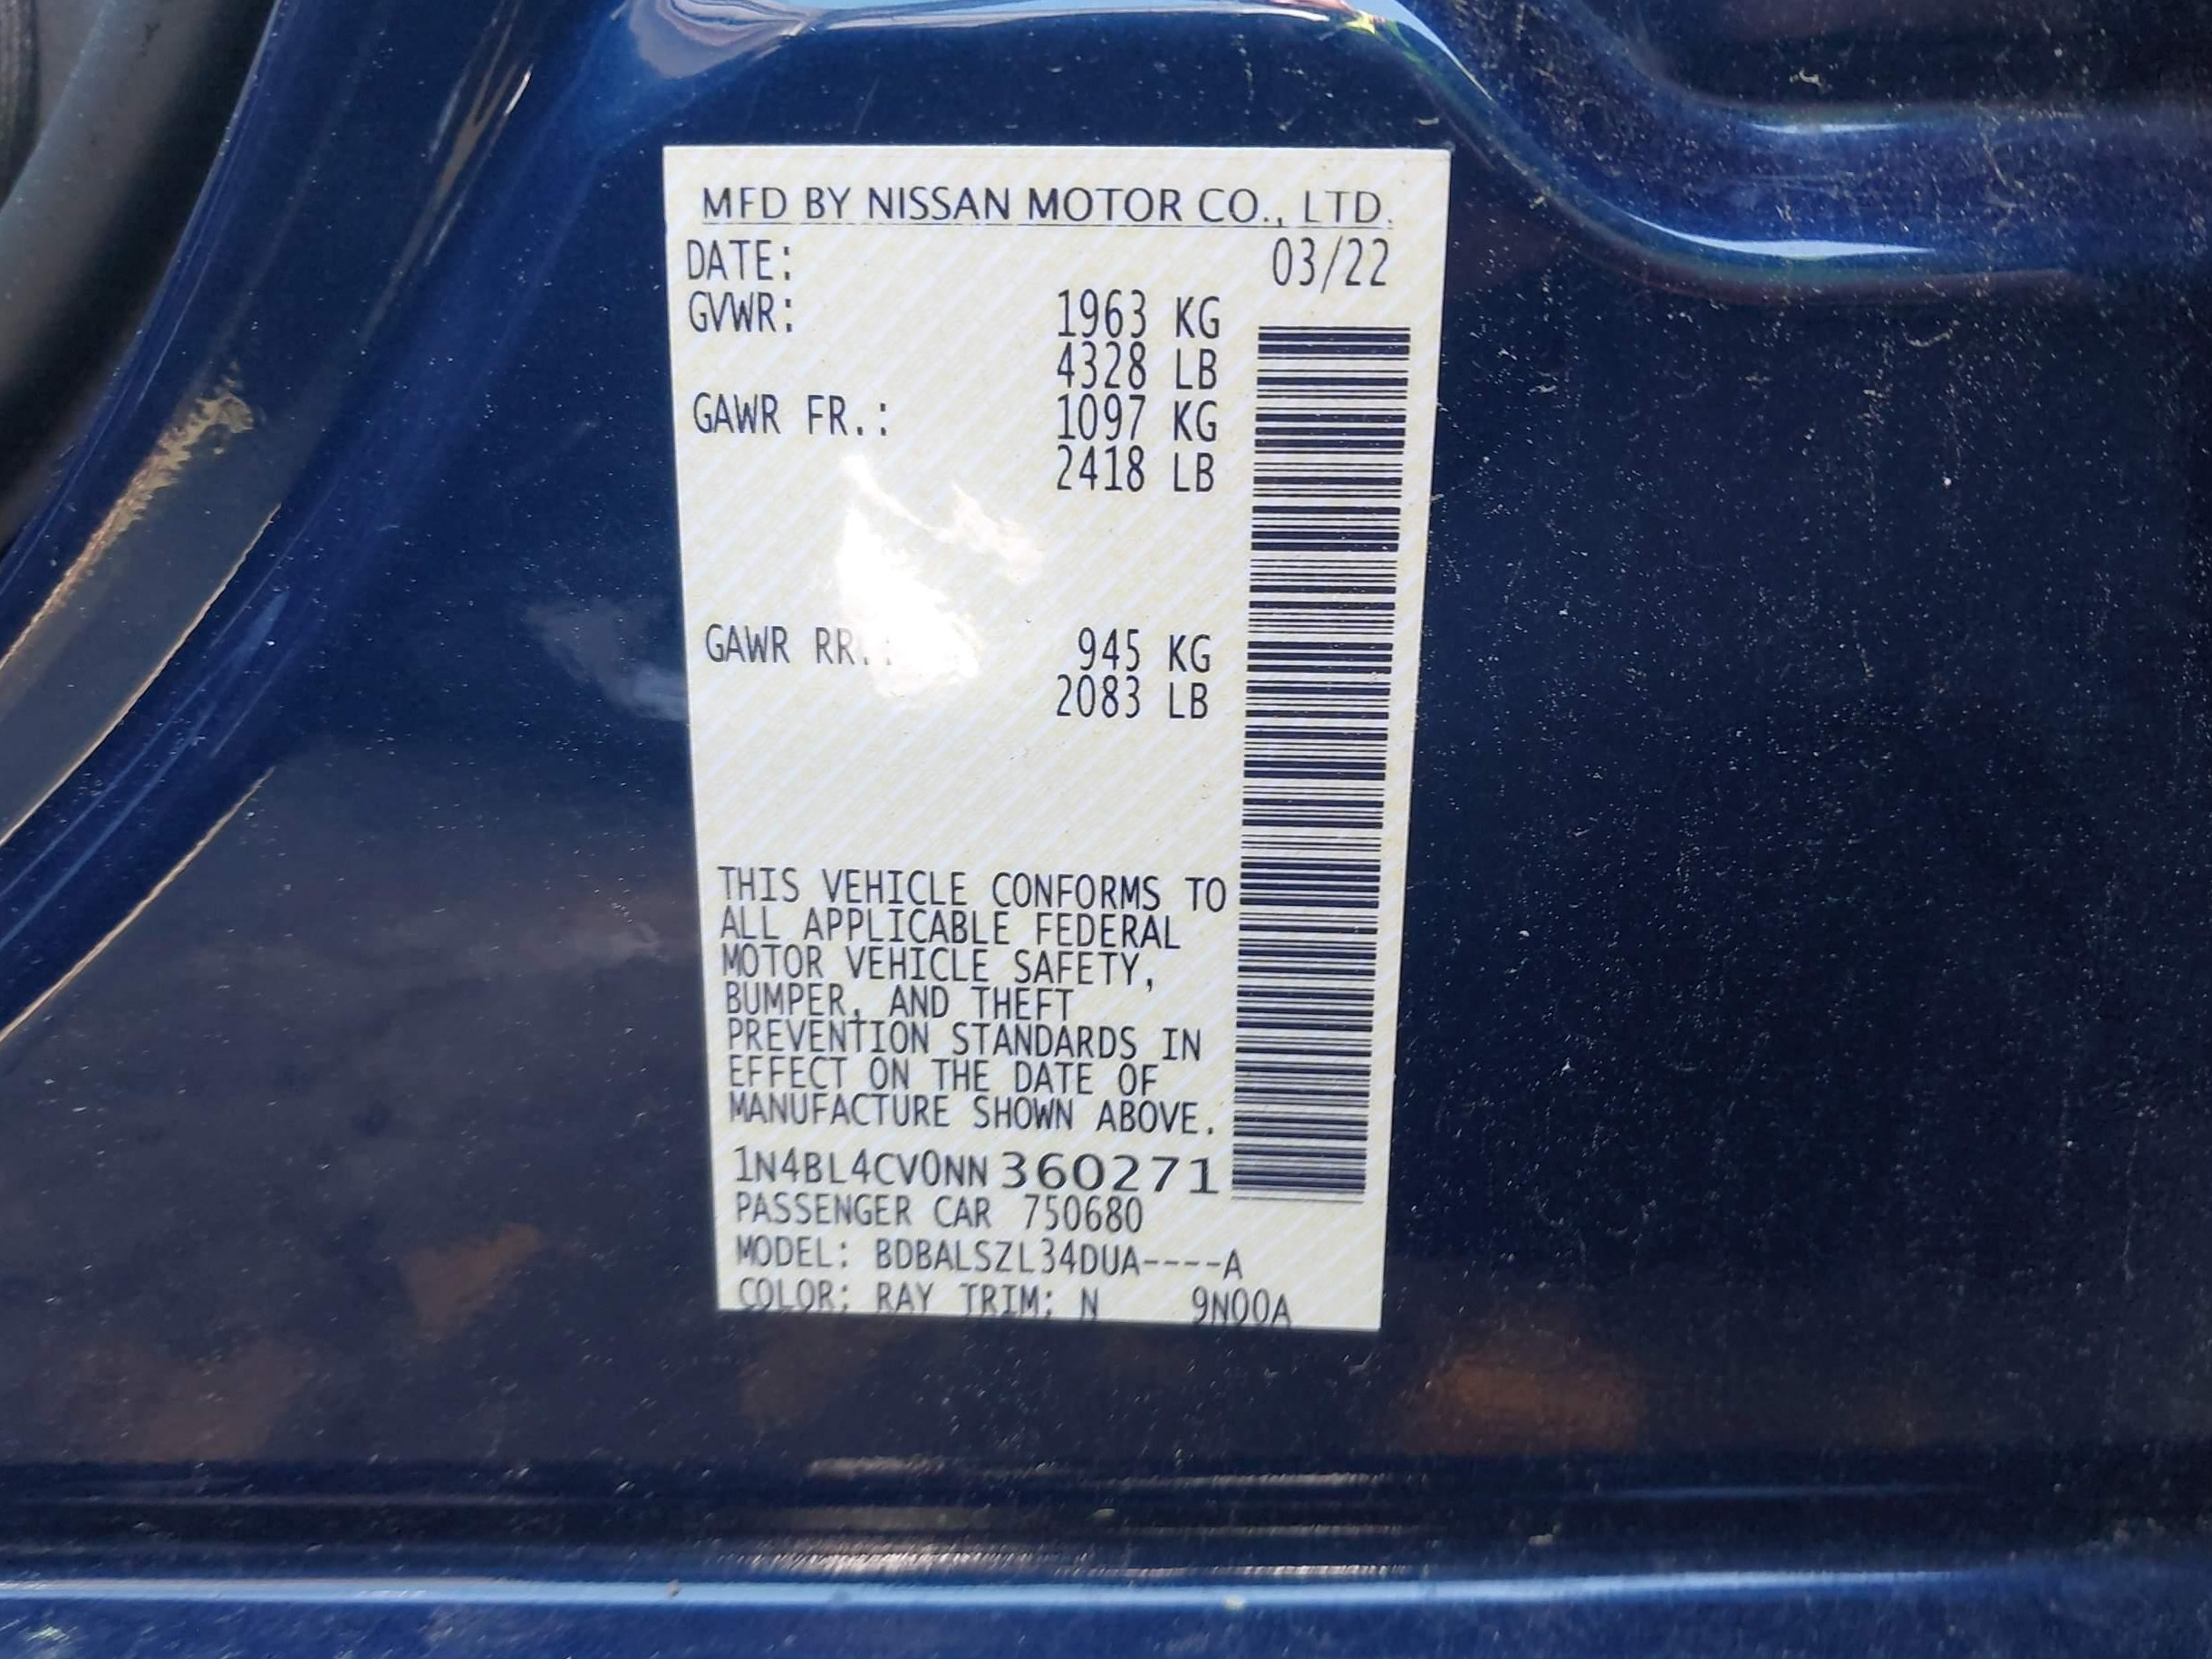 MFD BY NISSAN MOTOR CO., LTD.
DATE: 03/22
GVWR: 1963 KG
4328 LB
GAWR FR.: 1097 KG
2418 LB
GAWR RR.: 945 KG
2083 LB
THIS VEHICLE CONFORMS TO
ALL APPLICABLE FEDERAL
MOTOR VEHICLE SAFETY,
BUMPER, AND THEFT
PREVENTION STANDARDS IN
EFFECT ON THE DATE OF
MANUFACTURE SHOWN ABOVE.
1N4BL4CV0NN360271
PASSENGER CAR 750680
MODEL: BDBALSZL34DUA----A
COLOR: RAY TRIM: N 9N00A